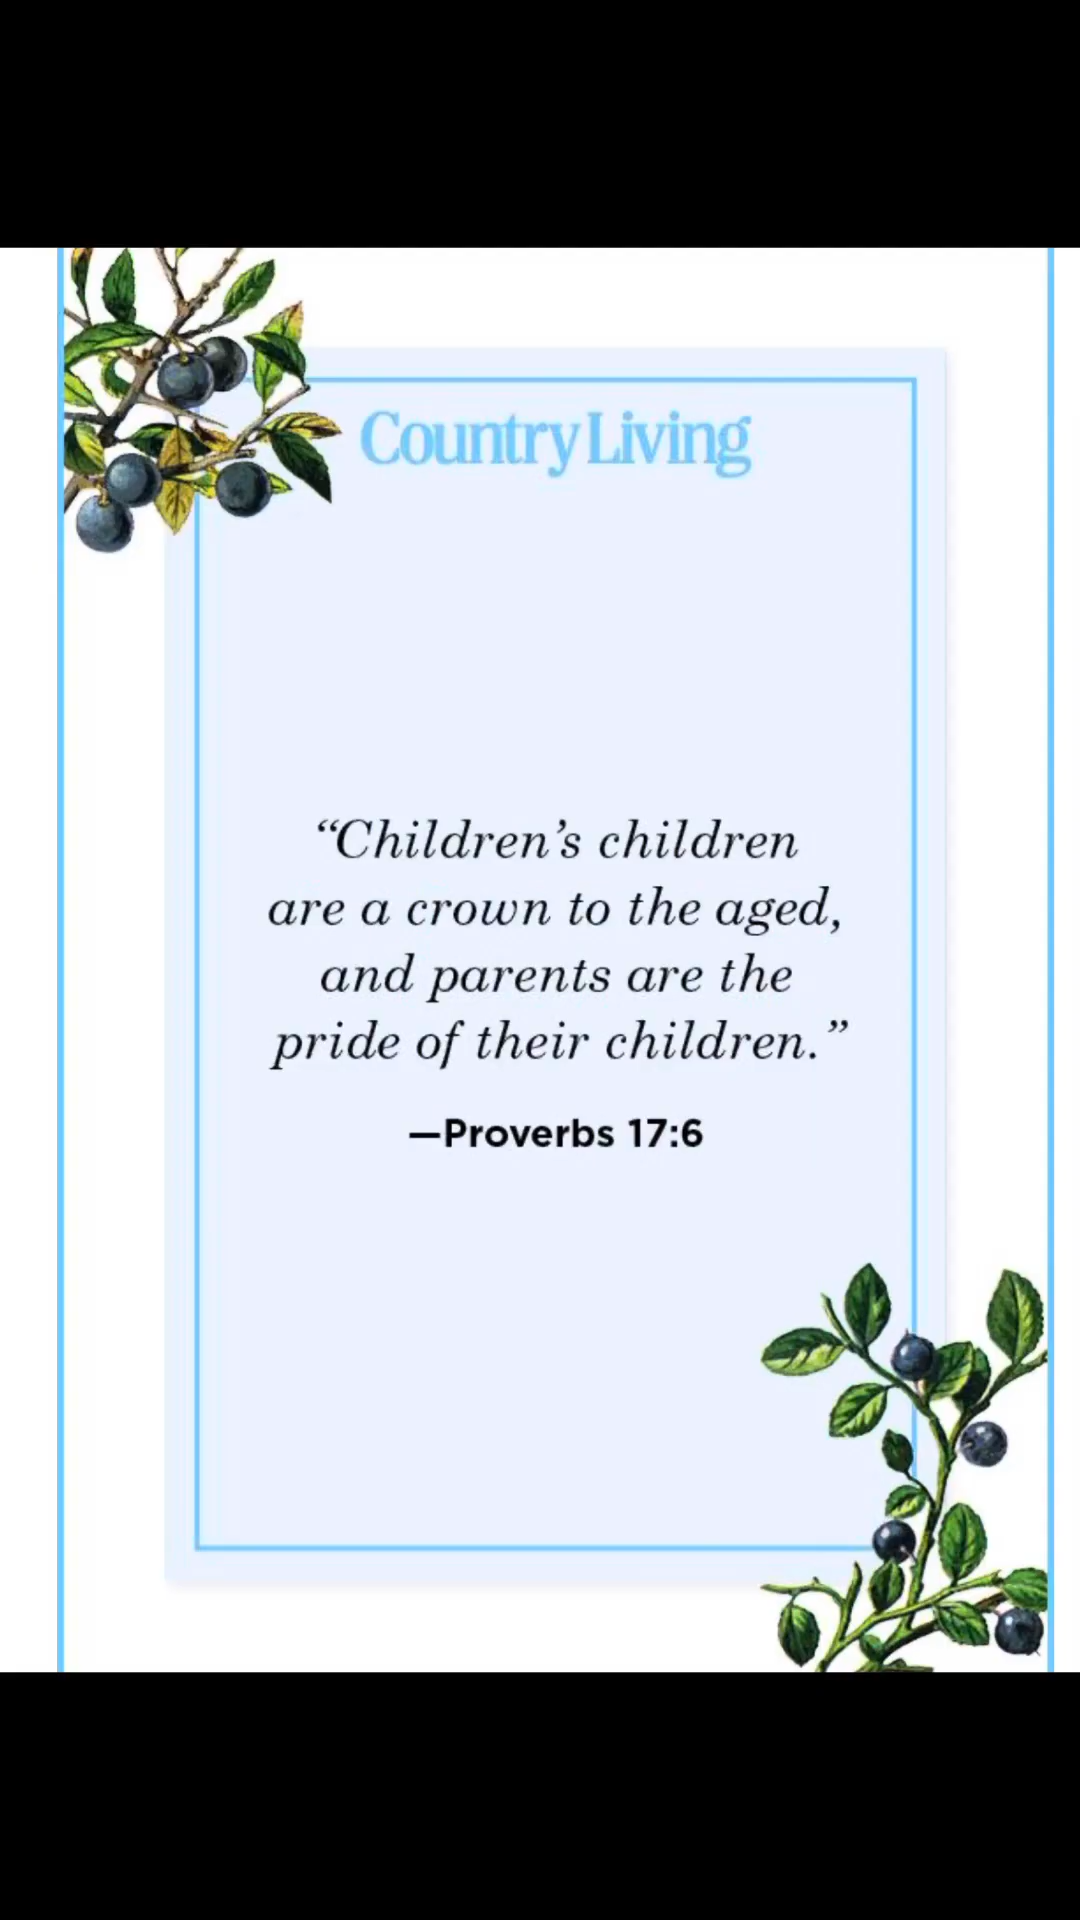 Country Living
“Children’s children
are a crown to the aged,
and parents are the
pride of their children.”
—Proverbs 17:6